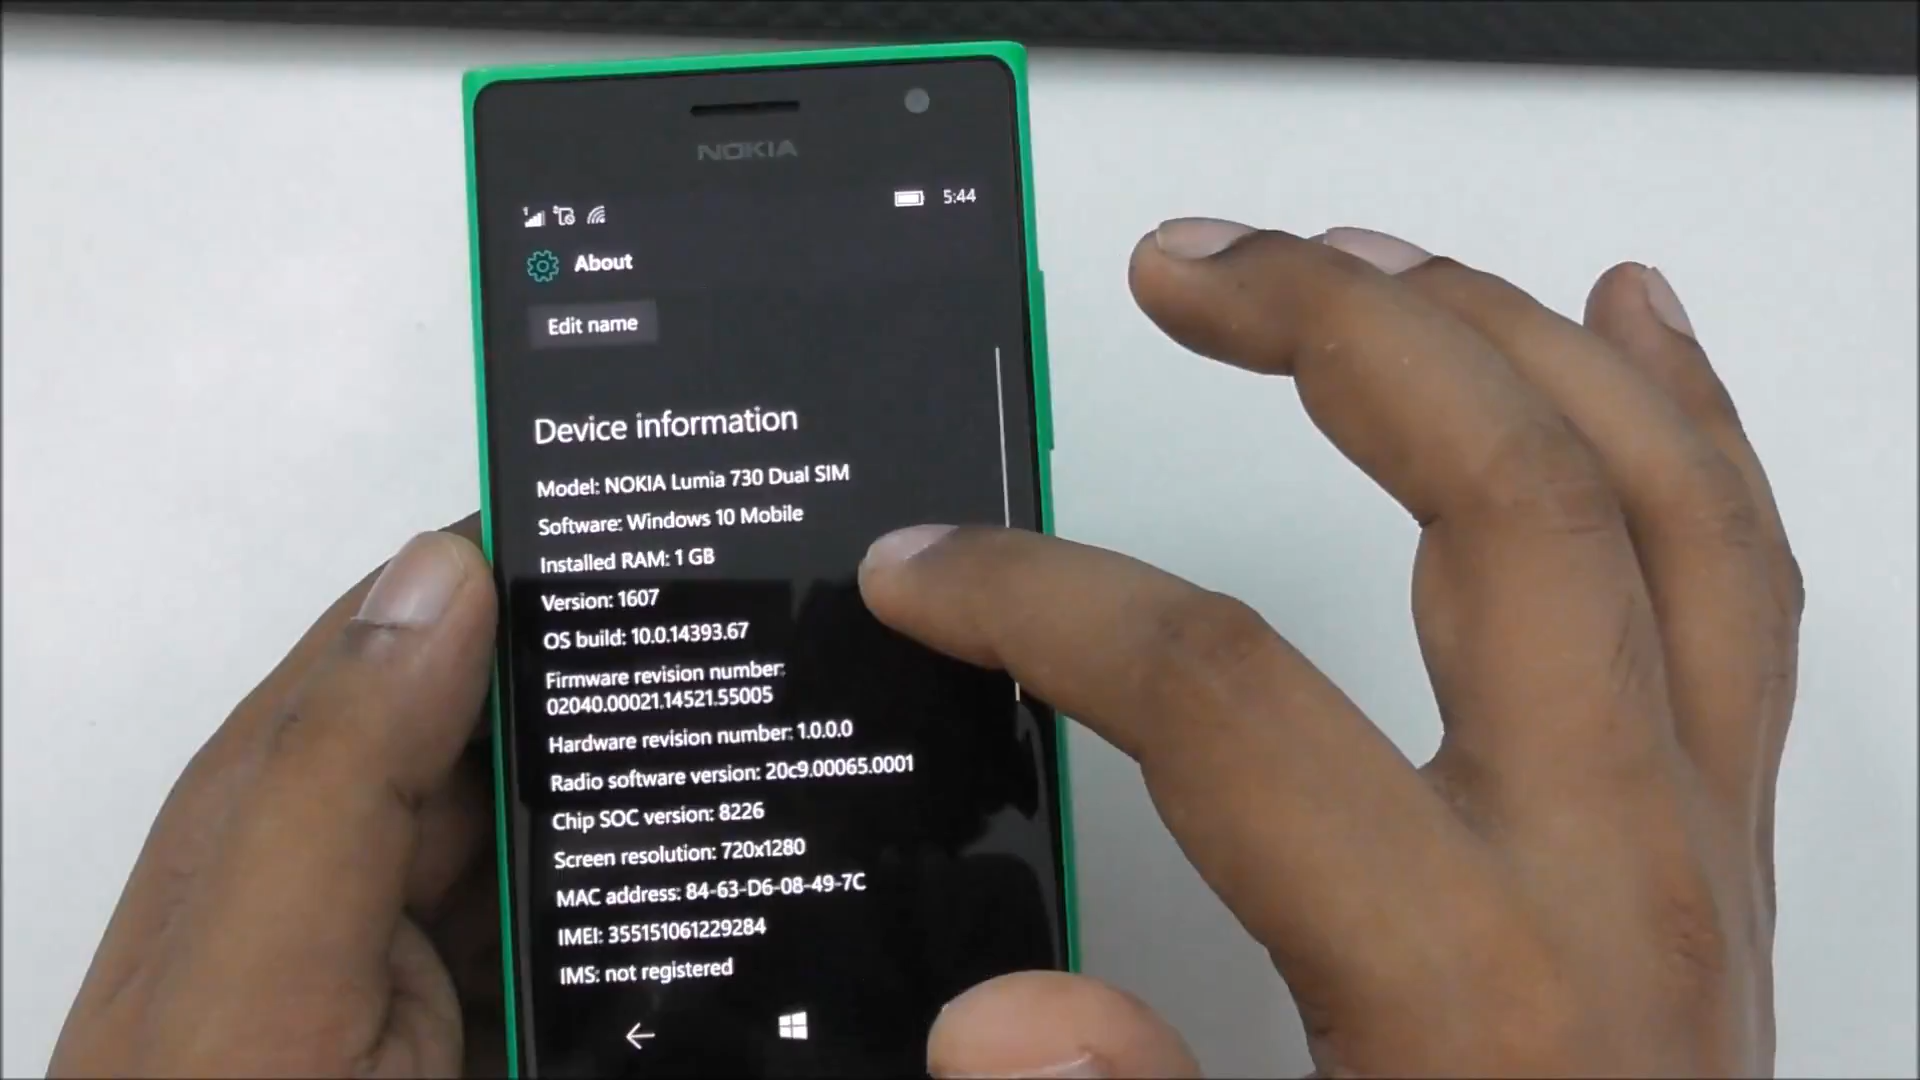 NOKIA
5:44
About
Edit name
Device information
Model: NOKIA Lumia 730 Dual SIM
Software: Windows 10 Mobile
Installed RAM: 1 GB
Version: 1607
OS build: 10.0.14393.67
Firmware revision number:
02040.00021.14521.55005
Hardware revision number: 1.0.0.0
Radio software version: 20c9.00065.0001
Chip SOC version: 8226
Screen resolution: 720x1280
MAC address: 84-63-D6-08-49-7C
IMEI: 355151061229284
IMS: not registered